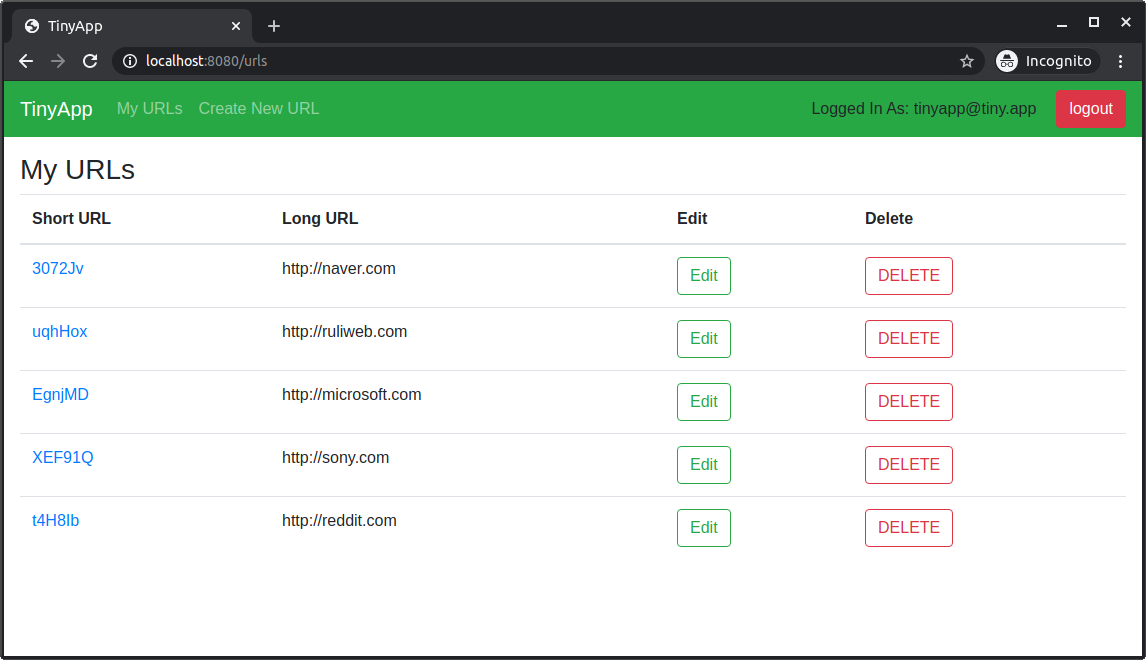 TinyApp
localhost:8080/urls
Incognito
TinyApp My URLs Create New URL Logged In As: tinyapp@tiny.app logout
My URLs
Short URL Long URL Edit Delete
3072Jv http://naver.com Edit DELETE
uqhHox http://ruliweb.com Edit DELETE
EgnjMD http://microsoft.com Edit DELETE
XEF91Q http://sony.com Edit DELETE
t4H8Ib http://reddit.com Edit DELETE